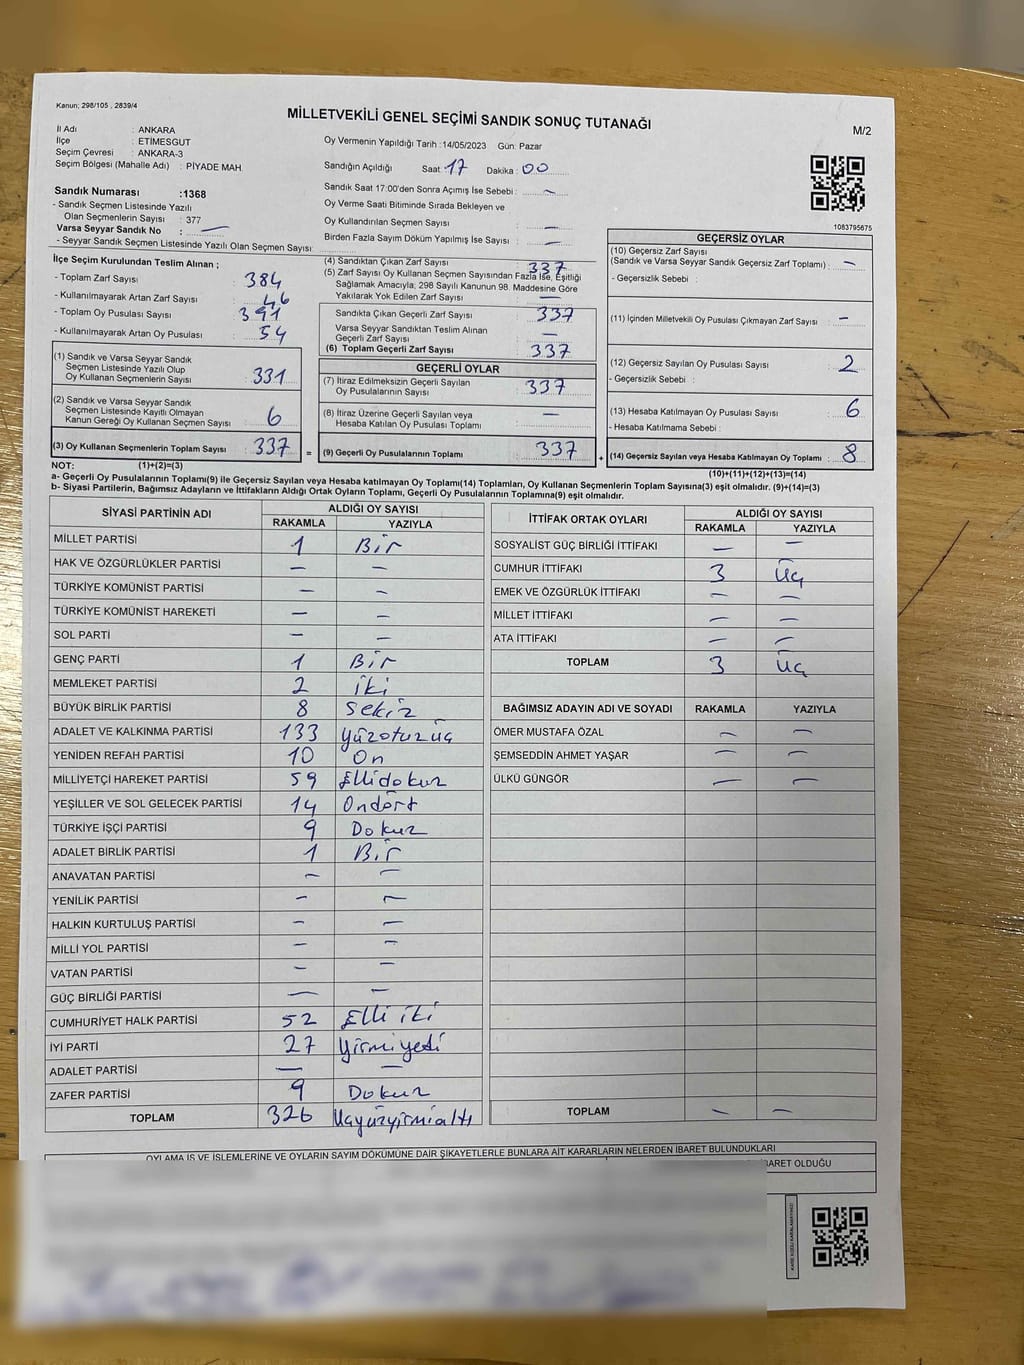 Kanun; 298/105 , 2839/4
MİLLETVEKİLİ GENEL SEÇİMİ SANDIK SONUÇ TUTANAĞI
M/2
İl Adı : ANKARA
İlçe : ETİMESGUT
Seçim Çevresi : ANKARA-3
Seçim Bölgesi (Mahalle Adı) : PİYADE MAH.
Oy Vermenin Yapıldığı Tarih : 14/05/2023 Gün: Pazar
Sandığın Açıldığı Saat : 17 Dakika : 00
Sandık Saat 17:00'den Sonra Açımış İse Sebebi : —
Oy Verme Saati Bitiminde Sırada Bekleyen ve
Oy Kullandırılan Seçmen Sayısı : —
Birden Fazla Sayım Döküm Yapılmış İse Sayısı : —
Sandık Numarası :1368
- Sandık Seçmen Listesinde Yazılı
Olan Seçmenlerin Sayısı : 377
Varsa Seyyar Sandık No : —
- Seyyar Sandık Seçmen Listesinde Yazılı Olan Seçmen Sayısı:
1083795675
İlçe Seçim Kurulundan Teslim Alınan ;
- Toplam Zarf Sayısı : 384
- Kullanılmayarak Artan Zarf Sayısı : 46
- Toplam Oy Pusulası Sayısı : 391
- Kullanılmayarak Artan Oy Pusulası : 54
(1) Sandık ve Varsa Seyyar Sandık
Seçmen Listesinde Yazılı Olup
Oy Kullanan Seçmenlerin Sayısı : 331
(2) Sandık ve Varsa Seyyar Sandık
Seçmen Listesinde Kayıtlı Olmayan
Kanun Gereği Oy Kullanan Seçmen Sayısı : 6
(3) Oy Kullanan Seçmenlerin Toplam Sayısı : 337
(4) Sandıktan Çıkan Zarf Sayısı : 337
(5) Zarf Sayısı Oy Kullanan Seçmen Sayısından Fazla İse, Eşitliği
Sağlamak Amacıyla; 298 Sayılı Kanunun 98. Maddesine Göre
Yakılarak Yok Edilen Zarf Sayısı : —
Sandıkta Çıkan Geçerli Zarf Sayısı : 337
Varsa Seyyar Sandıktan Teslim Alınan
Geçerli Zarf Sayısı : —
(6) Toplam Geçerli Zarf Sayısı : 337
GEÇERLİ OYLAR
(7) İtiraz Edilmeksizin Geçerli Sayılan
Oy Pusulalarının Sayısı : 337
(8) İtiraz Üzerine Geçerli Sayılan veya
Hesaba Katılan Oy Pusulası Toplamı : —
= (9) Geçerli Oy Pusulalarının Toplamı : 337
GEÇERSİZ OYLAR
(10) Geçersiz Zarf Sayısı
(Sandık ve Varsa Seyyar Sandık Geçersiz Zarf Toplamı) : —
- Geçersizlik Sebebi :
(11) İçinden Milletvekili Oy Pusulası Çıkmayan Zarf Sayısı : —
(12) Geçersiz Sayılan Oy Pusulası Sayısı : 2
- Geçersizlik Sebebi :
(13) Hesaba Katılmayan Oy Pusulası Sayısı : 6
- Hesaba Katılmama Sebebi :
+ (14) Geçersiz Sayılan veya Hesaba Katılmayan Oy Toplamı : 8
NOT: (1)+(2)=(3)
(10)+(11)+(12)+(13)=(14)
a- Geçerli Oy Pusulalarının Toplamı(9) ile Geçersiz Sayılan veya Hesaba katılmayan Oy Toplamı(14) Toplamları, Oy Kullanan Seçmenlerin Toplam Sayısına(3) eşit olmalıdır. (9)+(14)=(3)
b- Siyasi Partilerin, Bağımsız Adayların ve İttifakların Aldığı Ortak Oyların Toplamı, Geçerli Oy Pusulalarının Toplamına(9) eşit olmalıdır.
SİYASİ PARTİNİN ADI ALDIĞI OY SAYISI
RAKAMLA YAZIYLA
MİLLET PARTİSİ 1 Bir
HAK VE ÖZGÜRLÜKLER PARTİSİ — —
TÜRKİYE KOMÜNİST PARTİSİ — —
TÜRKİYE KOMÜNİST HAREKETİ — —
SOL PARTİ — —
GENÇ PARTİ 1 Bir
MEMLEKET PARTİSİ 2 iki
BÜYÜK BİRLİK PARTİSİ 8 sekiz
ADALET VE KALKINMA PARTİSİ 133 yüzotuzüç
YENİDEN REFAH PARTİSİ 10 On
MİLLİYETÇİ HAREKET PARTİSİ 59 Ellidokuz
YEŞİLLER VE SOL GELECEK PARTİSİ 14 Ondört
TÜRKİYE İŞÇİ PARTİSİ 9 Dokuz
ADALET BİRLİK PARTİSİ 1 Bir
ANAVATAN PARTİSİ — —
YENİLİK PARTİSİ — —
HALKIN KURTULUŞ PARTİSİ — —
MİLLİ YOL PARTİSİ — —
VATAN PARTİSİ — —
GÜÇ BİRLİĞİ PARTİSİ — —
CUMHURİYET HALK PARTİSİ 52 Elli iki
İYİ PARTİ 27 Yirmiyedi
ADALET PARTİSİ — —
ZAFER PARTİSİ 9 Dokuz
TOPLAM 326 Üçyüzyirmialtı
İTTİFAK ORTAK OYLARI ALDIĞI OY SAYISI
RAKAMLA YAZIYLA
SOSYALİST GÜÇ BİRLİĞİ İTTİFAKI — —
CUMHUR İTTİFAKI 3 Üç
EMEK VE ÖZGÜRLÜK İTTİFAKI — —
MİLLET İTTİFAKI — —
ATA İTTİFAKI — —
TOPLAM 3 Üç
BAĞIMSIZ ADAYIN ADI VE SOYADI RAKAMLA YAZIYLA
ÖMER MUSTAFA ÖZAL — —
ŞEMSEDDİN AHMET YAŞAR — —
ÜLKÜ GÜNGÖR — —
TOPLAM — —
OYLAMA İŞ VE İŞLEMLERİNE VE OYLARIN SAYIM DÖKÜMÜNE DAİR ŞİKAYETLERLE BUNLARA AİT KARARLARIN NELERDEN İBARET BULUNDUKLARI
İBARET OLDUĞU